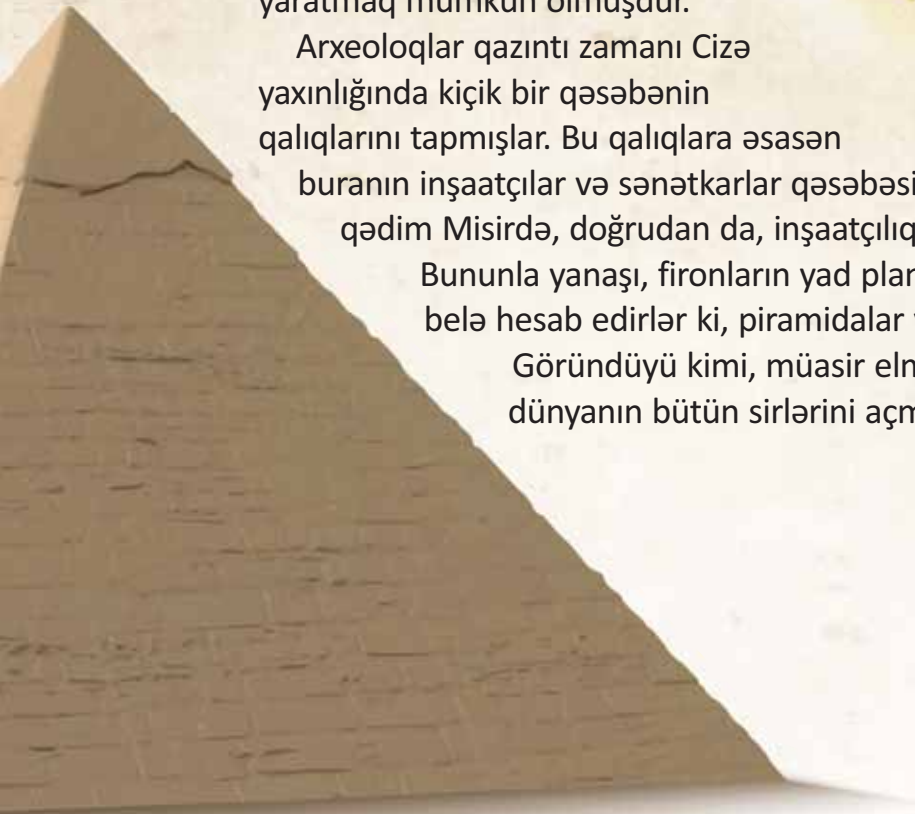 yaratmaq mümkün olmuşdur.
Arxeoloqlar qazıntı zamanı Cizə
yaxınlığında kiçik bir qəsəbənin
qalıqlarını tapmışlar. Bu qalıqlara əsasən
buranın inşaatçılar və sənətkarlar qəsəbəsi
qədim Misirdə, doğrudan da, inşaatçılıq
Bununla yanaşı, fironların yad
belə hesab edirlər ki, piramidalar
Göründüyü kimi, müasir
dünyanın bütün sirlərini